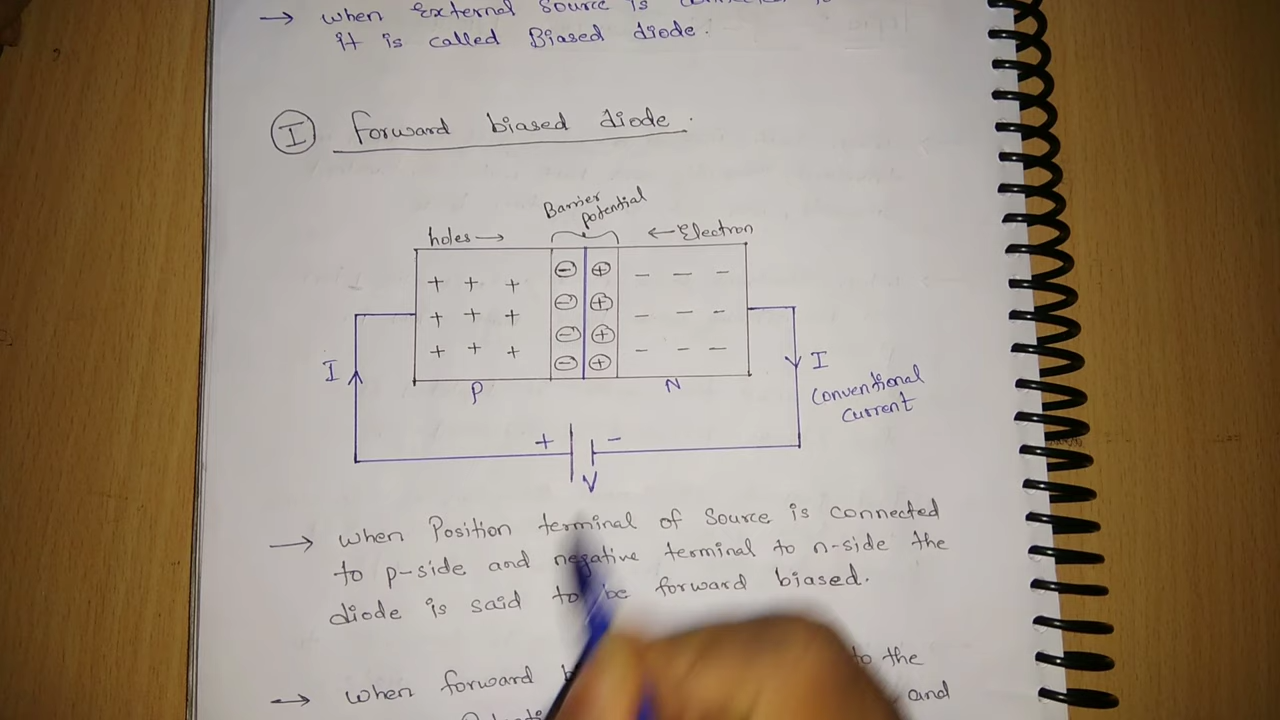 → when External Source is connected
it is called Biased diode.
I forward biased diode.
Barrier
potential
holes → ← Electron
- + - - -
+ + + - +
+ + + - + - - -
- +
+ + + - + - - -
P N
I I
Conventional
current
+ -
V
→ when Position terminal of Source is connected
to p-side and negative terminal to n-side the
diode is said to be forward biased.
→ when forward to the
and